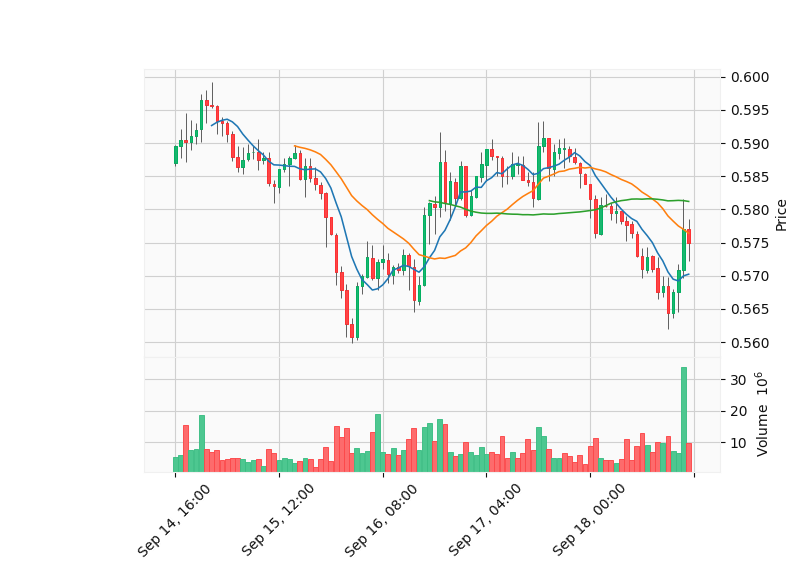 0.600
0.595
0.590
0.585
0.580
0.575
0.570
0.565
0.560
Price
30
20
10
Volume 10⁶
Sep 14, 16:00
Sep 15, 12:00
Sep 16, 08:00
Sep 17, 04:00
Sep 18, 00:00